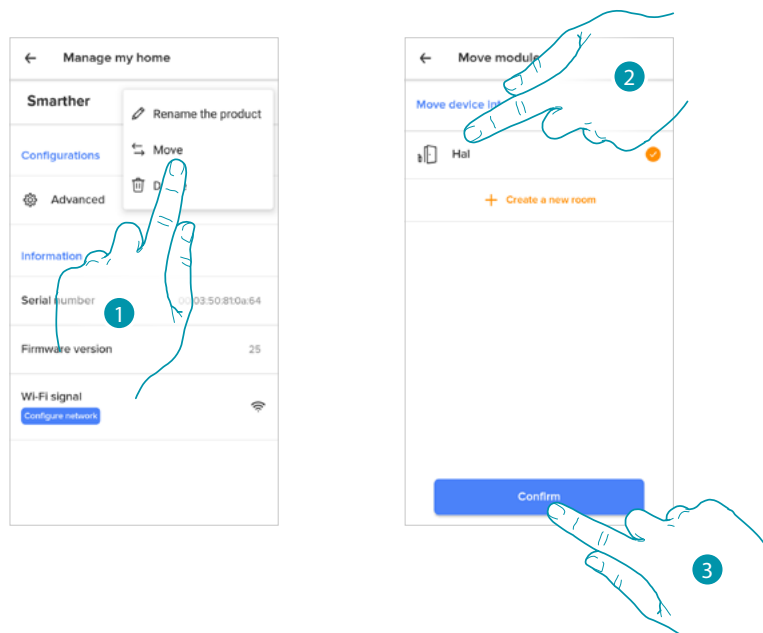 Manage my home
Smarther
Rename the product
Configurations
Move
Advanced
Information
Serial number
03:50:81:0a:64
1
Firmware version
25
Wi-Fi signal
Configure network
Move module
2
Move device
Hal
Create a new room
Confirm
3